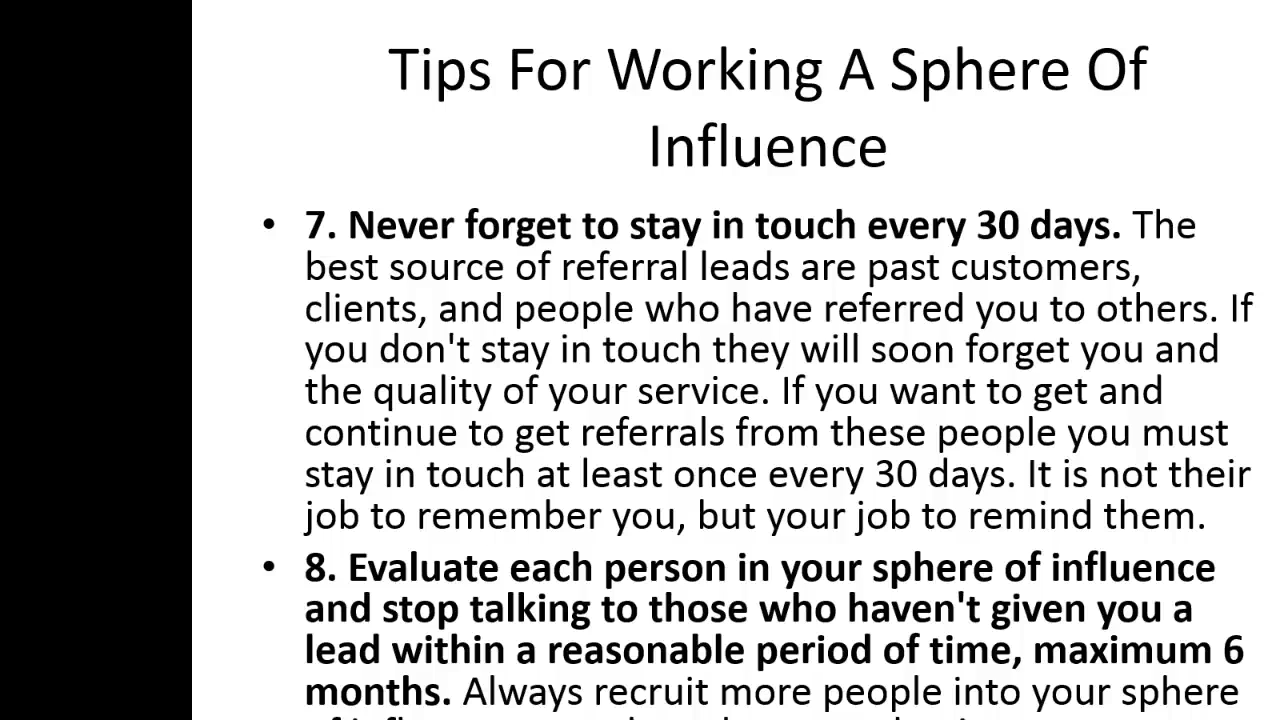 Tips For Working A Sphere Of
Influence
• 7. Never forget to stay in touch every 30 days. The
best source of referral leads are past customers,
clients, and people who have referred you to others. If
you don't stay in touch they will soon forget you and
the quality of your service. If you want to get and
continue to get referrals from these people you must
stay in touch at least once every 30 days. It is not their
job to remember you, but your job to remind them.
• 8. Evaluate each person in your sphere of influence
and stop talking to those who haven't given you a
lead within a reasonable period of time, maximum 6
months. Always recruit more people into your sphere